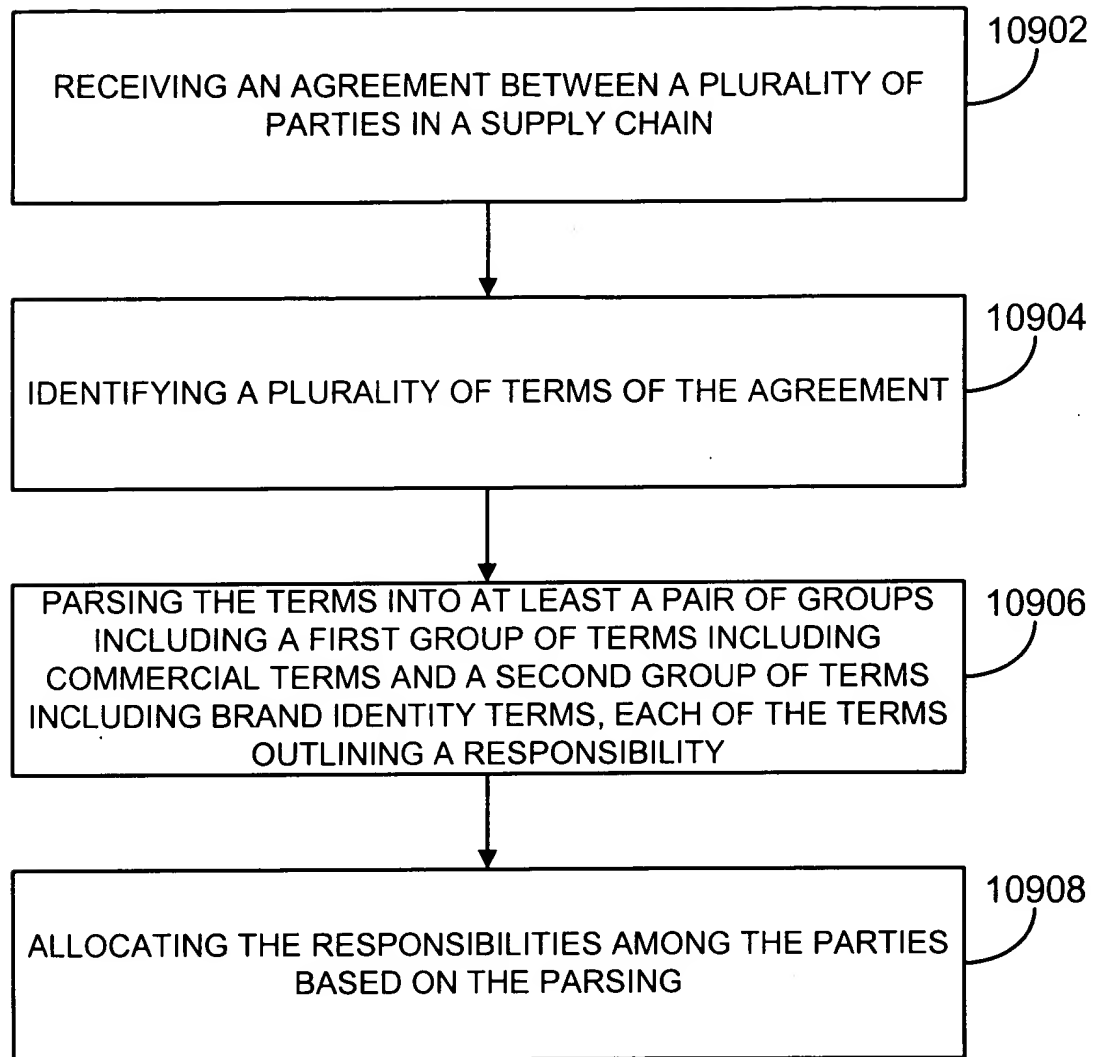 10902
RECEIVING AN AGREEMENT BETWEEN A PLURALITY OF
PARTIES IN A SUPPLY CHAIN
10904
IDENTIFYING A PLURALITY OF TERMS OF THE AGREEMENT
10906
PARSING THE TERMS INTO AT LEAST A PAIR OF GROUPS
INCLUDING A FIRST GROUP OF TERMS INCLUDING
COMMERCIAL TERMS AND A SECOND GROUP OF TERMS
INCLUDING BRAND IDENTITY TERMS, EACH OF THE TERMS
OUTLINING A RESPONSIBILITY
10908
ALLOCATING THE RESPONSIBILITIES AMONG THE PARTIES
BASED ON THE PARSING